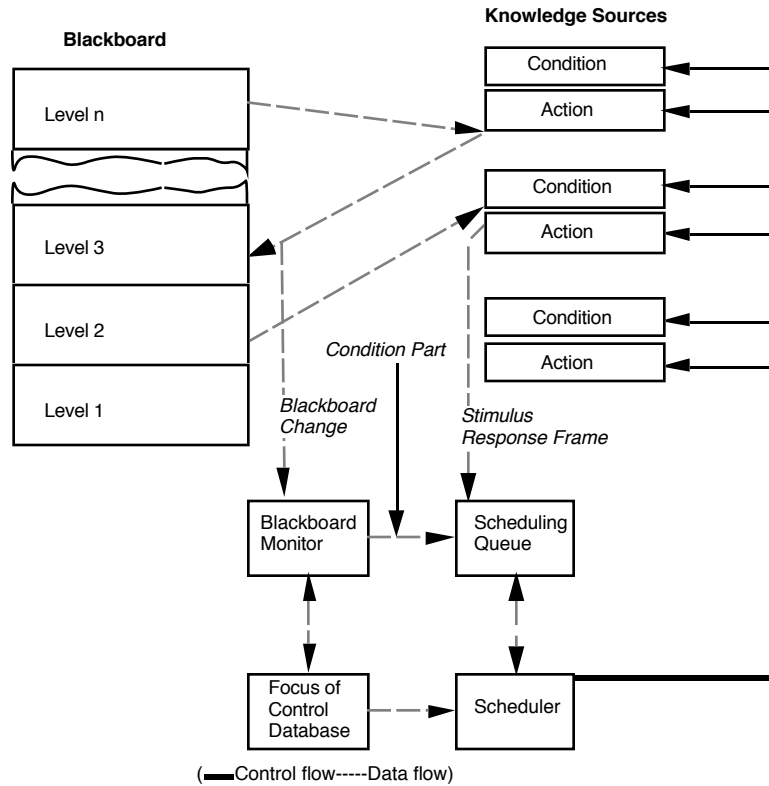 Knowledge Sources
Blackboard
Condition
Action
Level n
Condition
Action
Level 3
Level 2
Level 1
Condition
Action
Condition Part
Blackboard
Change
Stimulus
Response Frame
Blackboard
Monitor
Scheduling
Queue
Focus of
Control
Database
Scheduler
(Control flow-----Data flow)